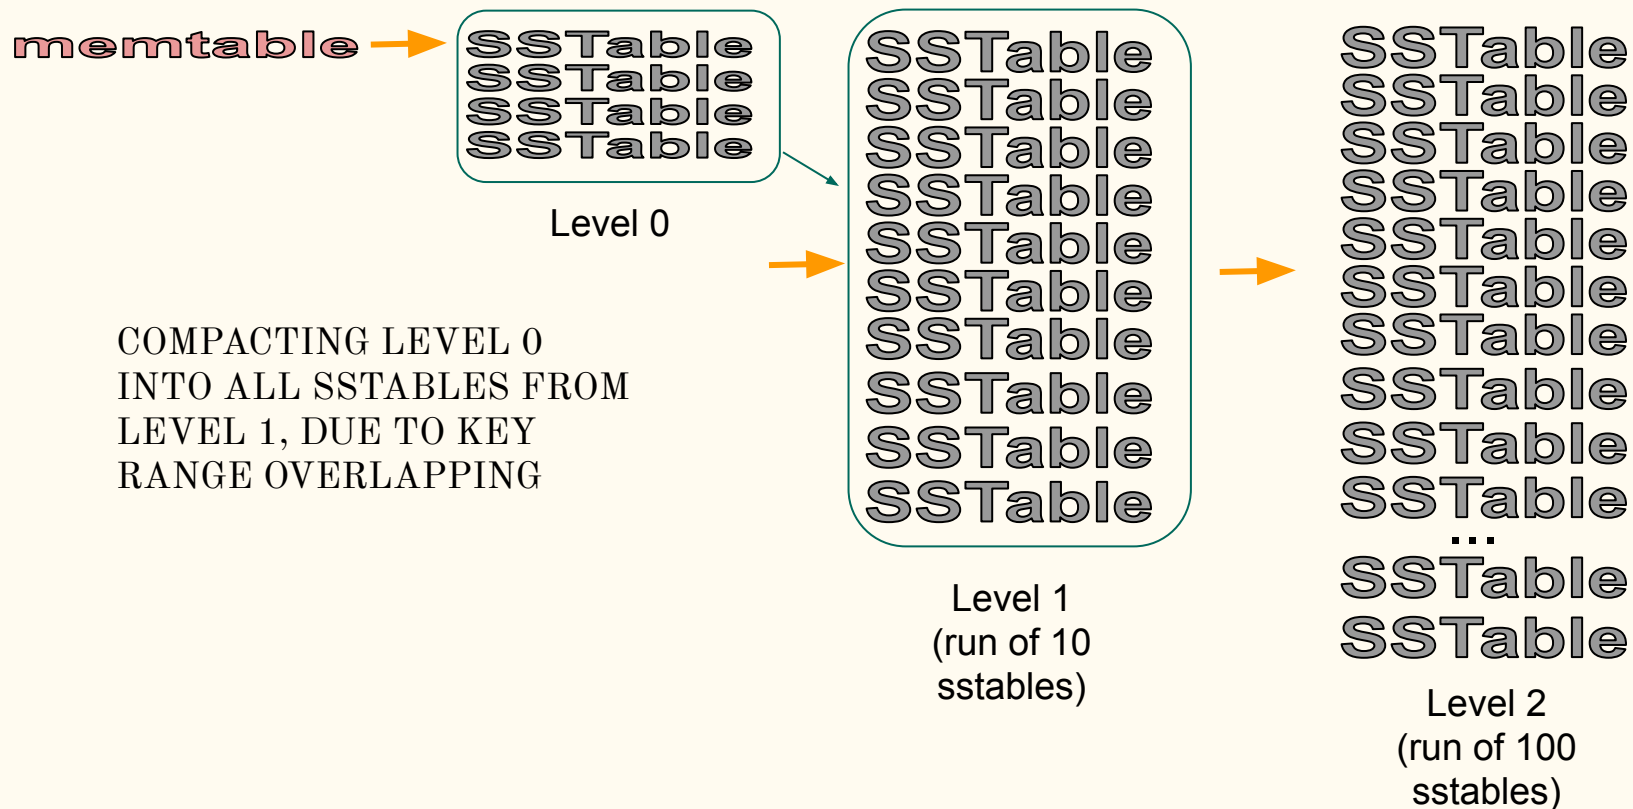 memtable
SSTable
SSTable
SSTable
SSTable
Level 0
COMPACTING LEVEL 0
INTO ALL SSTABLES FROM
LEVEL 1, DUE TO KEY
RANGE OVERLAPPING
SSTable
SSTable
SSTable
SSTable
SSTable
SSTable
SSTable
SSTable
SSTable
SSTable
Level 1
(run of 10
sstables)
SSTable
SSTable
SSTable
SSTable
SSTable
SSTable
SSTable
SSTable
SSTable
SSTable
...
SSTable
SSTable
Level 2
(run of 100
sstables)